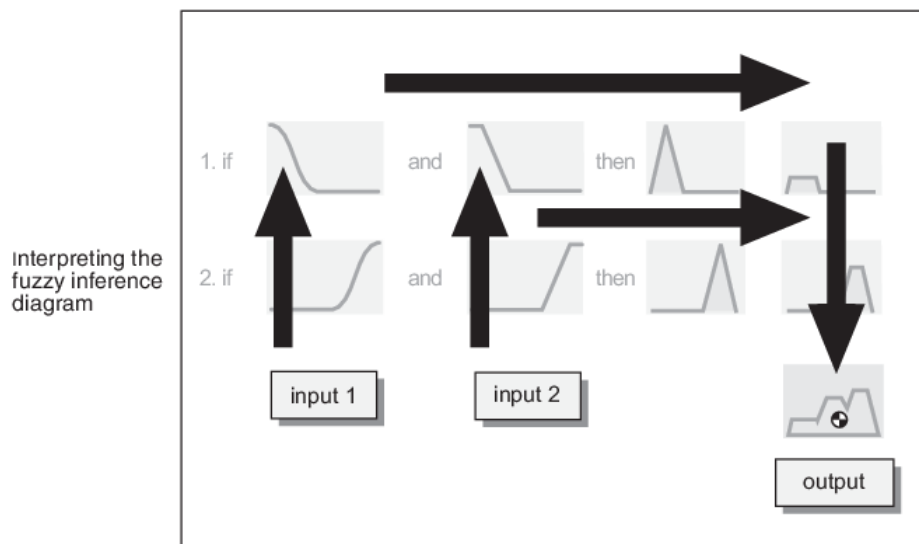 Interpreting the
fuzzy inference
diagram
1. if and then
2. if and then
input 1
input 2
output